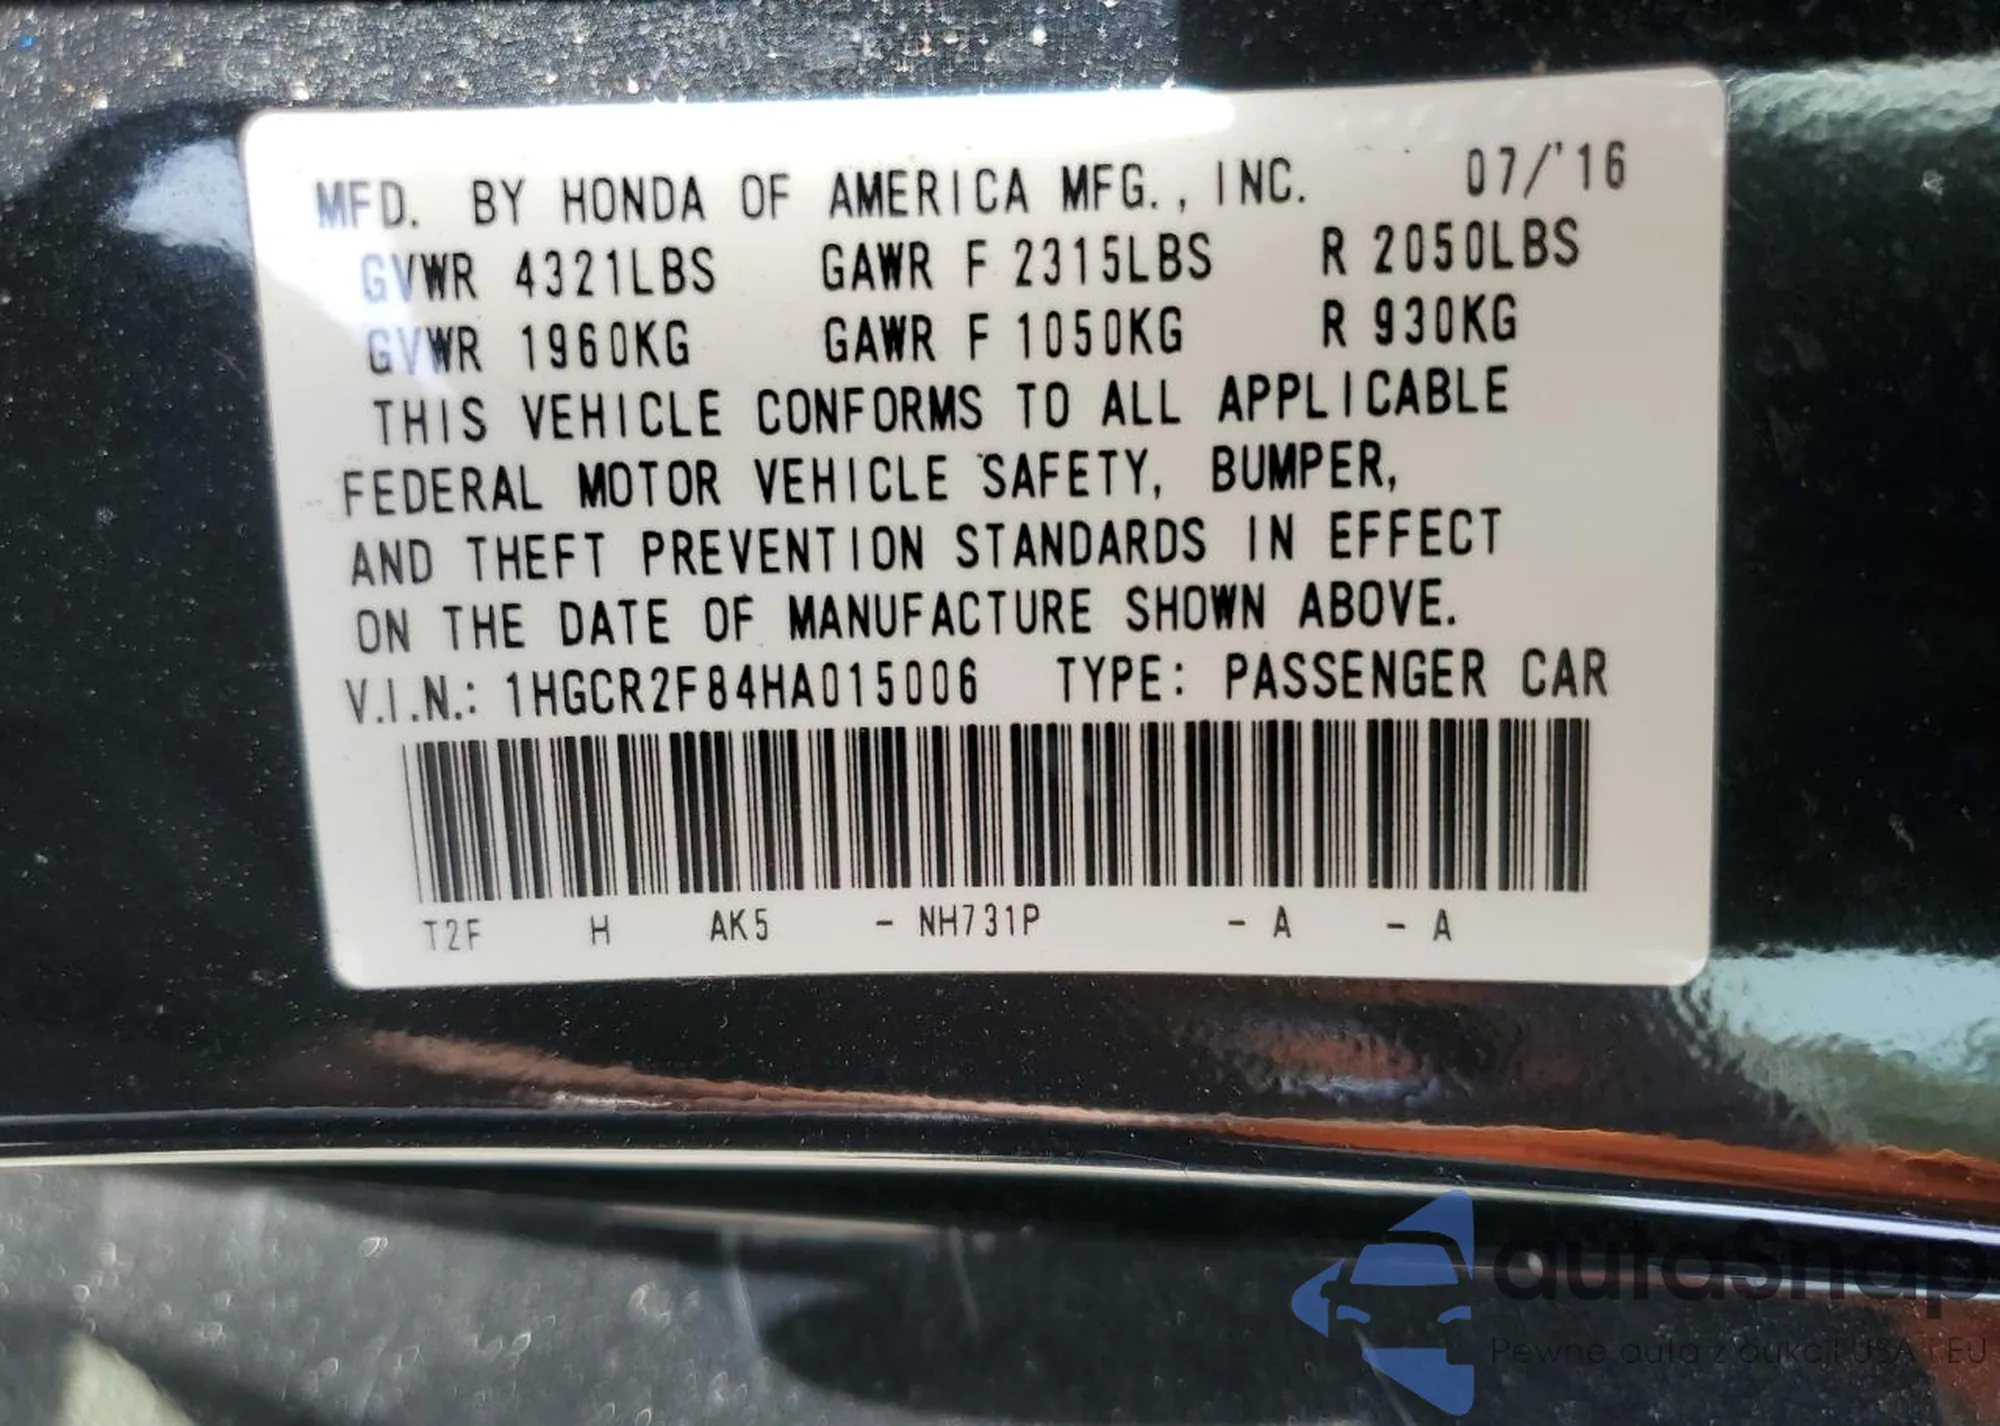 MFD. BY HONDA OF AMERICA MFG., INC. 07/'16
GVWR 4321LBS GAWR F 2315LBS R 2050LBS
GVWR 1960KG GAWR F 1050KG R 930KG
THIS VEHICLE CONFORMS TO ALL APPLICABLE
FEDERAL MOTOR VEHICLE SAFETY, BUMPER,
AND THEFT PREVENTION STANDARDS IN EFFECT
ON THE DATE OF MANUFACTURE SHOWN ABOVE.
V.I.N.: 1HGCR2F84HA015006 TYPE: PASSENGER CAR
T2F H AK5 - NH731P - A - A
autaSnap
Pewne auta z aukcji USA i EU